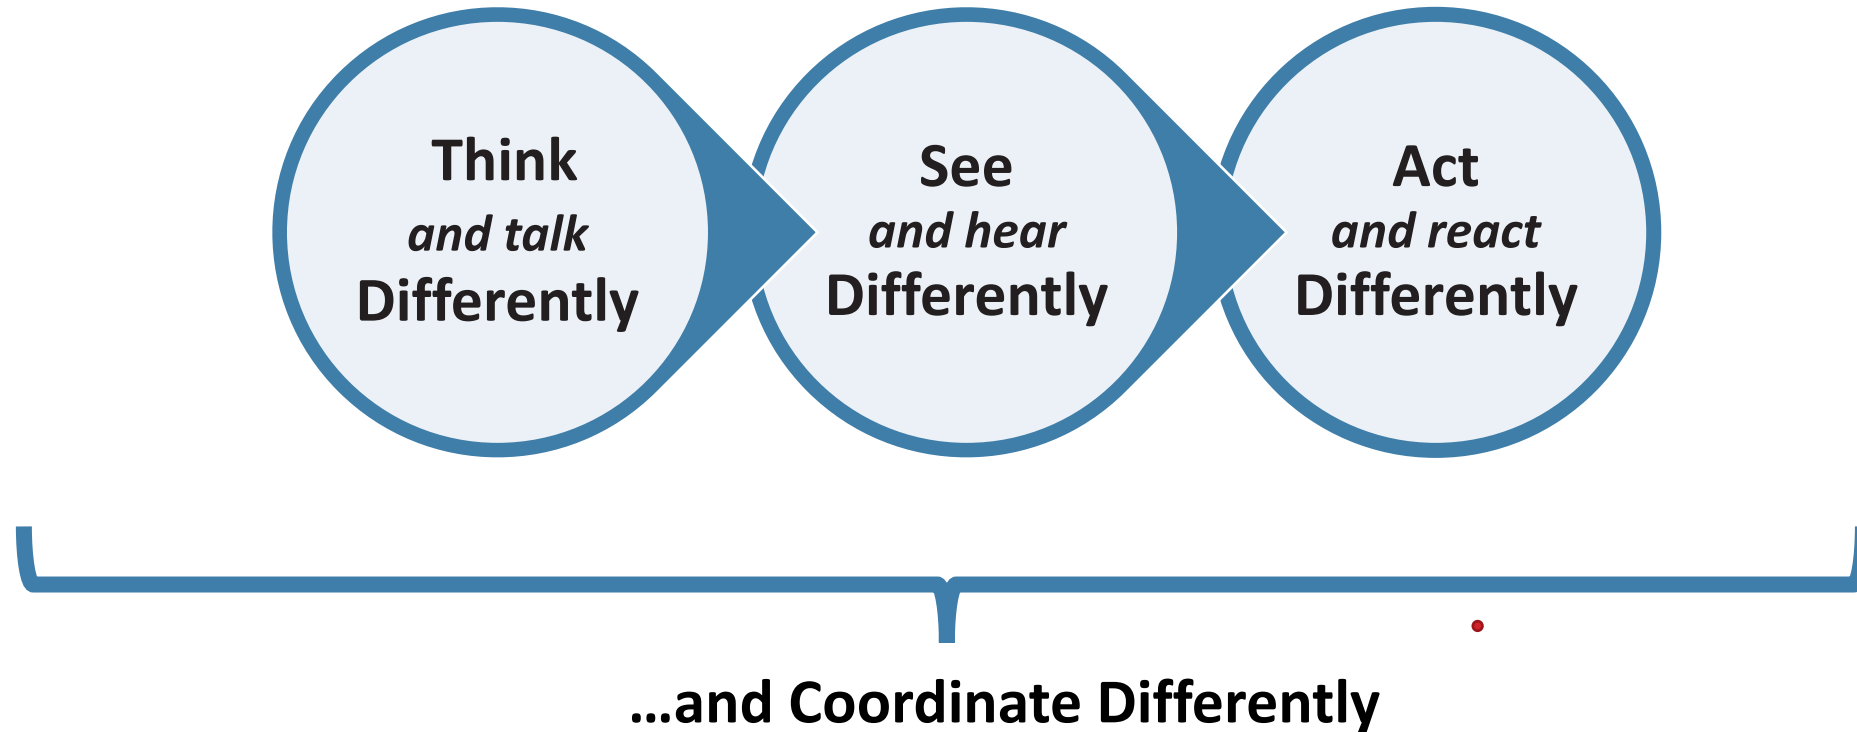 Think
and talk
Differently
See
and hear
Differently
Act
and react
Differently
...and Coordinate Differently